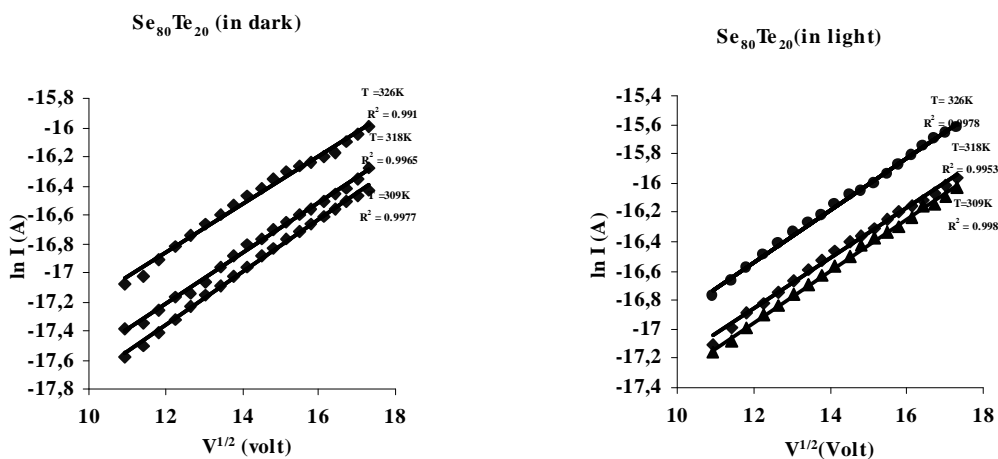 Se80Te20 (in dark)
ln I (A)
-15,8
-16
-16,2
-16,4
-16,6
-16,8
-17
-17,2
-17,4
-17,6
-17,8
T =326K
R2 = 0.991
T= 318K
R2 = 0.9965
T =309K
R2 = 0.9977
10 12 14 16 18
V1/2 (volt)
Se80Te20(in light)
ln I (A)
-15,4
-15,6
-15,8
-16
-16,2
-16,4
-16,6
-16,8
-17
-17,2
-17,4
T= 326K
R2 = 0.9978
T=318K
R2 = 0.9953
T=309K
R2 = 0.998
10 12 14 16 18
V1/2(Volt)